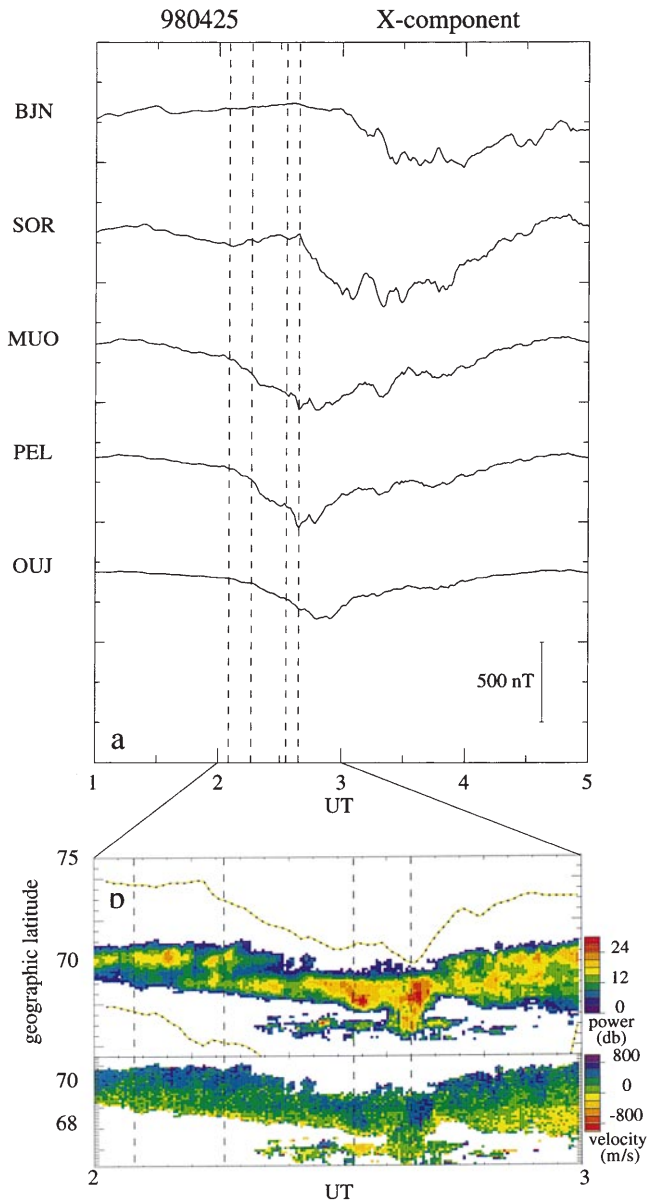 980425 X-component
BJN
SOR
MUO
PEL
OUJ
500 nT
a
1 2 3 4 5
UT
75
b
70
geographic latitude
24
12
0
power
(db)
800
70
0
68
-800
velocity
(m/s)
2 3
UT